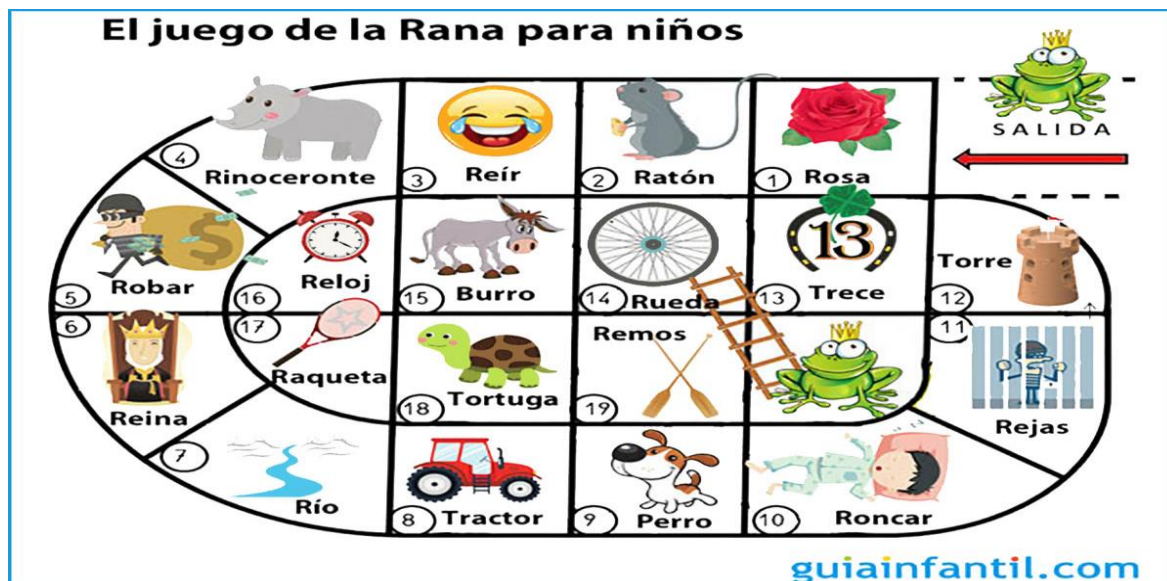 El juego de la Rana para niños
SALIDA
4 Rinoceronte
3 Reír
2 Ratón
1 Rosa
5 Robar
16 Reloj
15 Burro
14 Rueda
13 13 Trece
12 Torre
6 Reina
17 Raqueta
18 Tortuga
19 Remos
11 Rejas
7 Río
8 Tractor
9 Perro
10 Roncar
guiainfantil.com